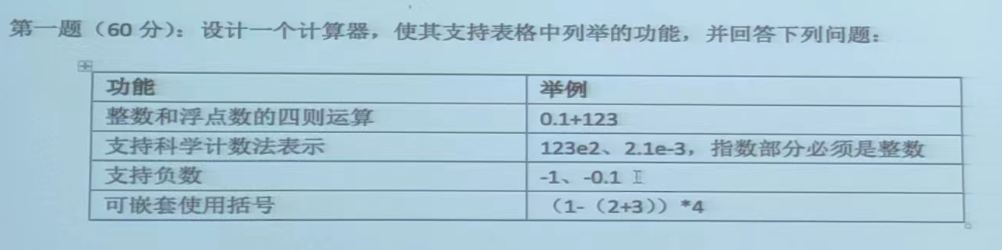 第一题（60 分）：设计一个计算器，使其支持表格中列举的功能，并回答下列问题：
功能 举例
整数和浮点数的四则运算 0.1+123
支持科学计数法表示 123e2、2.1e-3，指数部分必须是整数
支持负数 -1、-0.1
可嵌套使用括号 （1-（2+3））*4